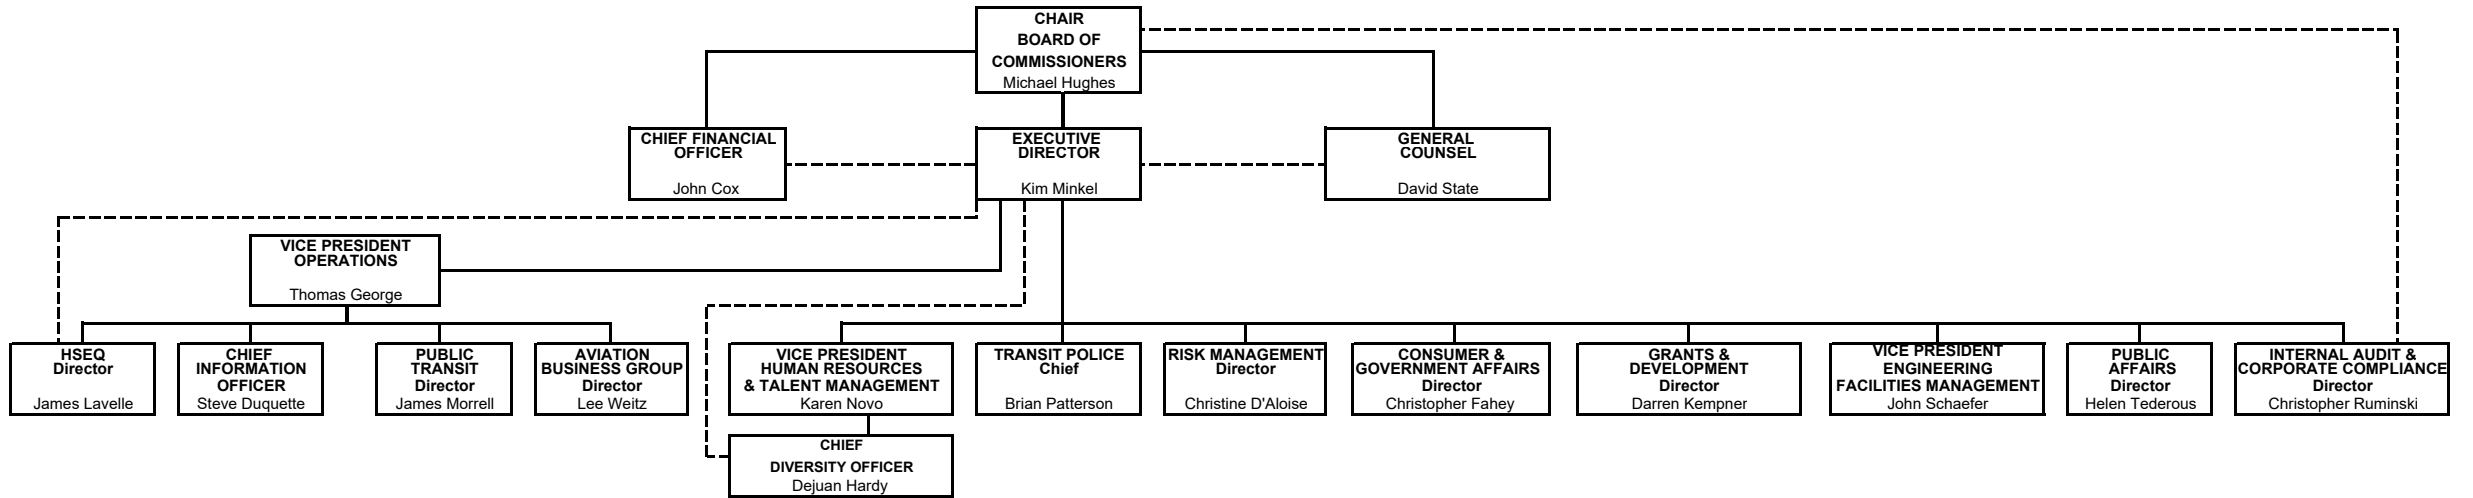 CHAIR
BOARD OF
COMMISSIONERS
Michael Hughes
CHIEF FINANCIAL
OFFICER
John Cox
EXECUTIVE
DIRECTOR
Kim Minkel
GENERAL
COUNSEL
David State
VICE PRESIDENT
OPERATIONS
Thomas George
HSEQ
Director
James Lavelle
CHIEF
INFORMATION
OFFICER
Steve Duquette
PUBLIC
TRANSIT
Director
James Morrell
AVIATION
BUSINESS GROUP
Director
Lee Weitz
VICE PRESIDENT
HUMAN RESOURCES
& TALENT MANAGEMENT
Karen Novo
TRANSIT POLICE
Chief
Brian Patterson
RISK MANAGEMENT
Director
Christine D'Aloise
CONSUMER &
GOVERNMENT AFFAIRS
Director
Christopher Fahey
GRANTS &
DEVELOPMENT
Director
Darren Kempner
VICE PRESIDENT
ENGINEERING
FACILITIES MANAGEMENT
John Schaefer
PUBLIC
AFFAIRS
Director
Helen Tederous
INTERNAL AUDIT &
CORPORATE COMPLIANCE
Director
Christopher Ruminski
CHIEF
DIVERSITY OFFICER
Dejuan Hardy